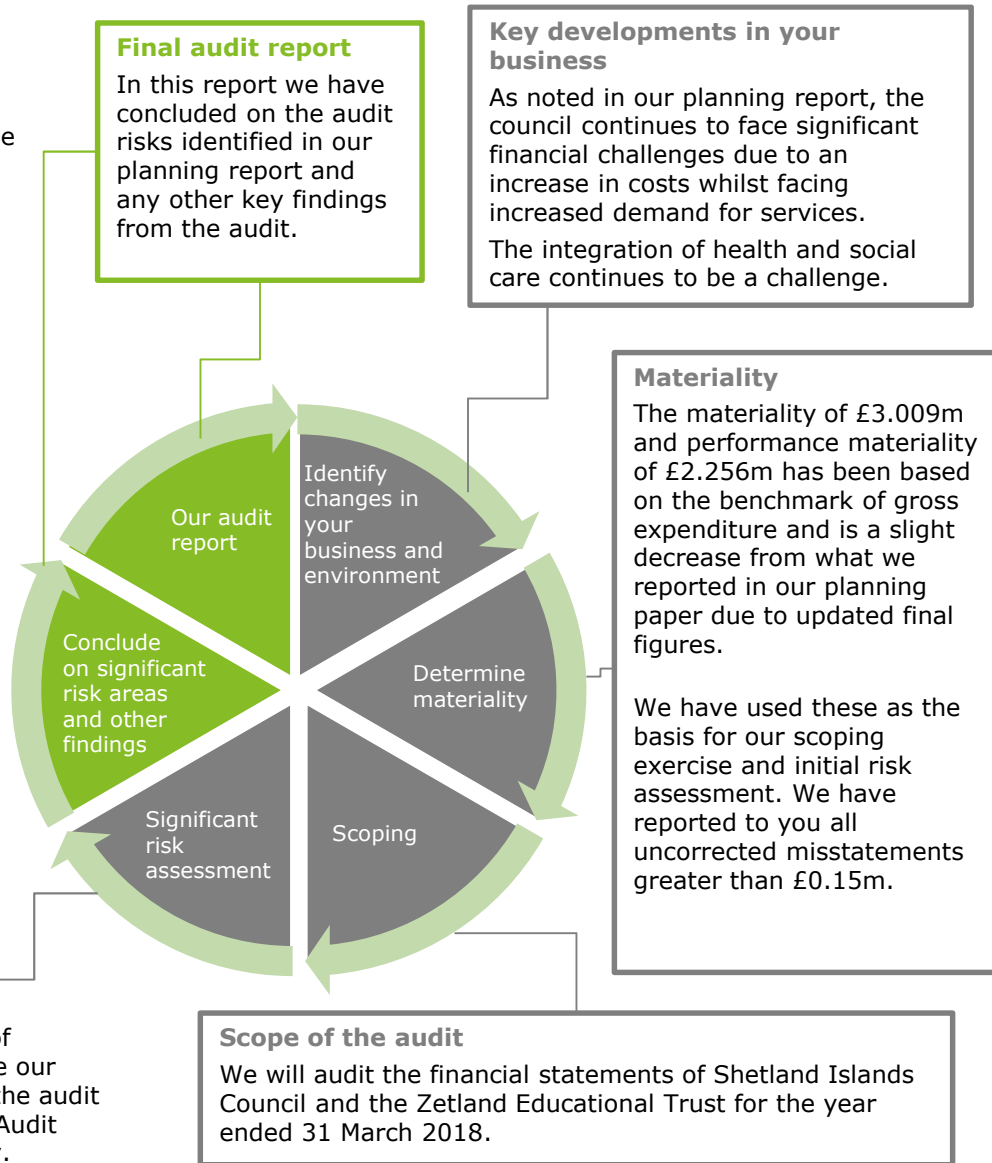 Final audit report
In this report we have
concluded on the audit
risks identified in our
planning report and
any other key findings
from the audit.
Key developments in your
business
As noted in our planning report, the
council continues to face significant
financial challenges due to an
increase in costs whilst facing
increased demand for services.
The integration of health and social
care continues to be a challenge.
Materiality
The materiality of £3.009m
and performance materiality
of £2.256m has been based
on the benchmark of gross
expenditure and is a slight
decrease from what we
reported in our planning
paper due to updated final
figures.
We have used these as the
basis for our scoping
exercise and initial risk
assessment. We have
reported to you all
uncorrected misstatements
greater than £0.15m.
Our audit
report
Identify
changes in
your
business and
environment
Determine
materiality
Scoping
Significant
risk
assessment
Conclude
on significant
risk areas
and other
findings
our
the audit
Audit
Scope of the audit
We will audit the financial statements of Shetland Islands
Council and the Zetland Educational Trust for the year
ended 31 March 2018.